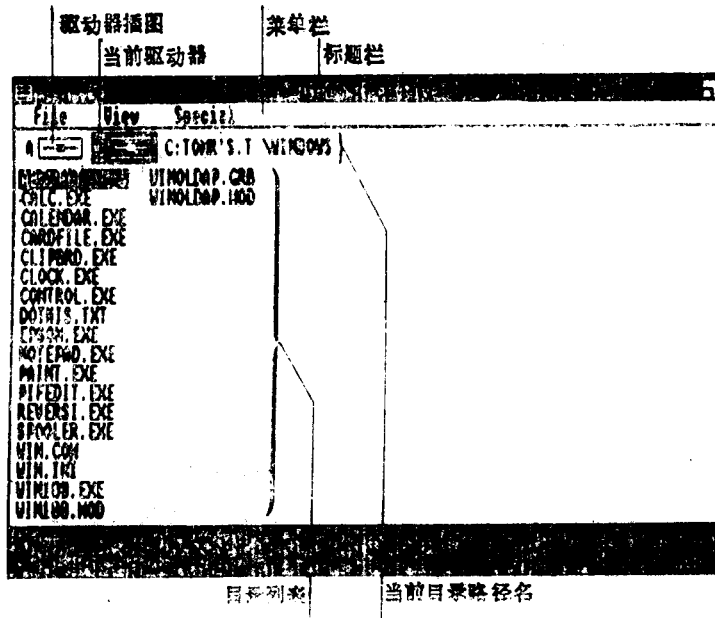 驱动器插图 菜单栏
当前驱动器 标题栏
File View Special
A C:TOMR'S.T \WINDOWS
WINOLDAP.GRB
CALC.EXE WINOLDAP.MOD
CALENDAR.EXE
CARDFILE.EXE
CLIPBRD.EXE
CLOCK.EXE
CONTROL.EXE
DOTHIS.TXT
EPSON.EXE
NOTEPAD.EXE
PAINT.EXE
PIFEDIT.EXE
REVERSI.EXE
SPOOLER.EXE
WIN.COM
WIN.INI
WIN100.EXE
WIN100.MOD
目录列表 当前目录路径名